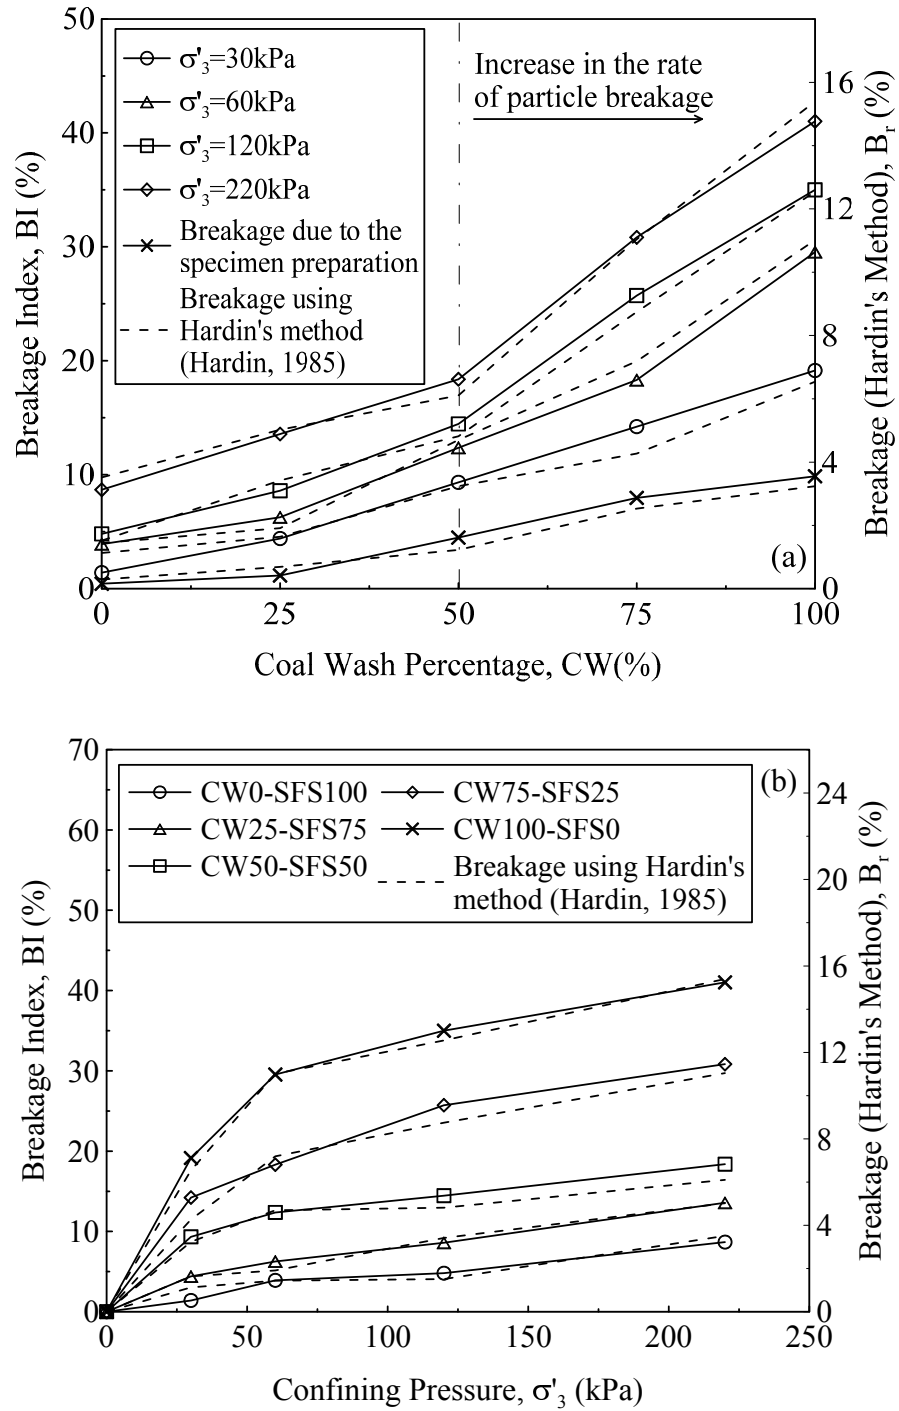 50
40
30
20
10
0
Breakage Index, BI (%)
σ'3=30kPa
σ'3=60kPa
σ'3=120kPa
σ'3=220kPa
Breakage due to the
specimen preparation
Breakage using
Hardin's method
(Hardin, 1985)
Increase in the rate
of particle breakage
16
12
8
4
0
Breakage (Hardin's Method), Br (%)
(a)
0 25 50 75 100
Coal Wash Percentage, CW(%)
70
60
50
40
30
20
10
0
Breakage Index, BI (%)
CW0-SFS100
CW25-SFS75
CW50-SFS50
CW75-SFS25
CW100-SFS0
Breakage using Hardin's
method (Hardin, 1985)
(b)
24
20
16
12
8
4
0
Breakage (Hardin's Method), Br (%)
0 50 100 150 200 250
Confining Pressure, σ'3 (kPa)